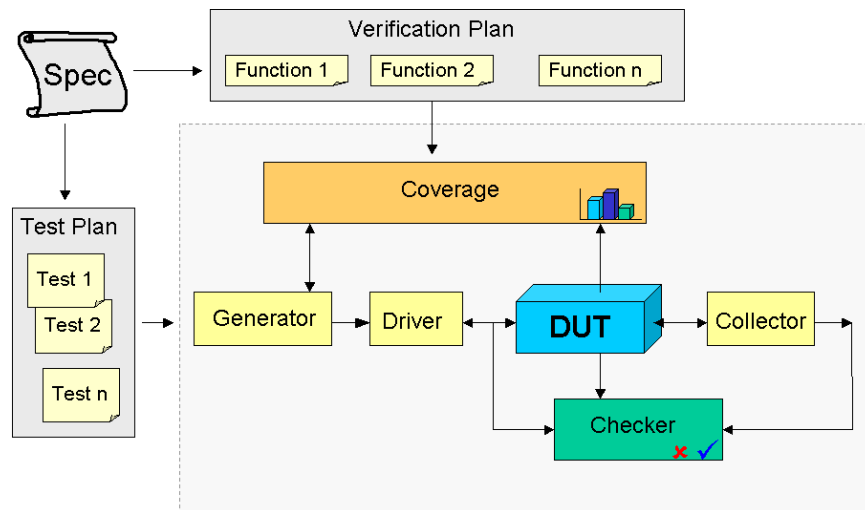 Verification Plan
Spec
Function 1
Function 2
Function n
Coverage
Test Plan
Test 1
Test 2
Test n
Generator
Driver
DUT
Collector
Checker